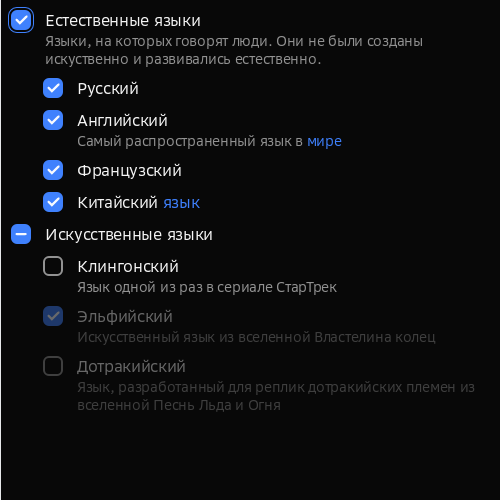 Естественные языки
Языки, на которых говорят люди. Они не были созданы
искуственно и развивались естественно.
Русский
Английский
Самый распространенный язык в мире
Французский
Китайский язык
Искусственные языки
Клингонский
Язык одной из раз в сериале СтарТрек
Эльфийский
Искусственный язык из вселенной Властелина колец
Дотракийский
Язык, разработанный для реплик дотракийских племен из
вселенной Песнь Льда и Огня